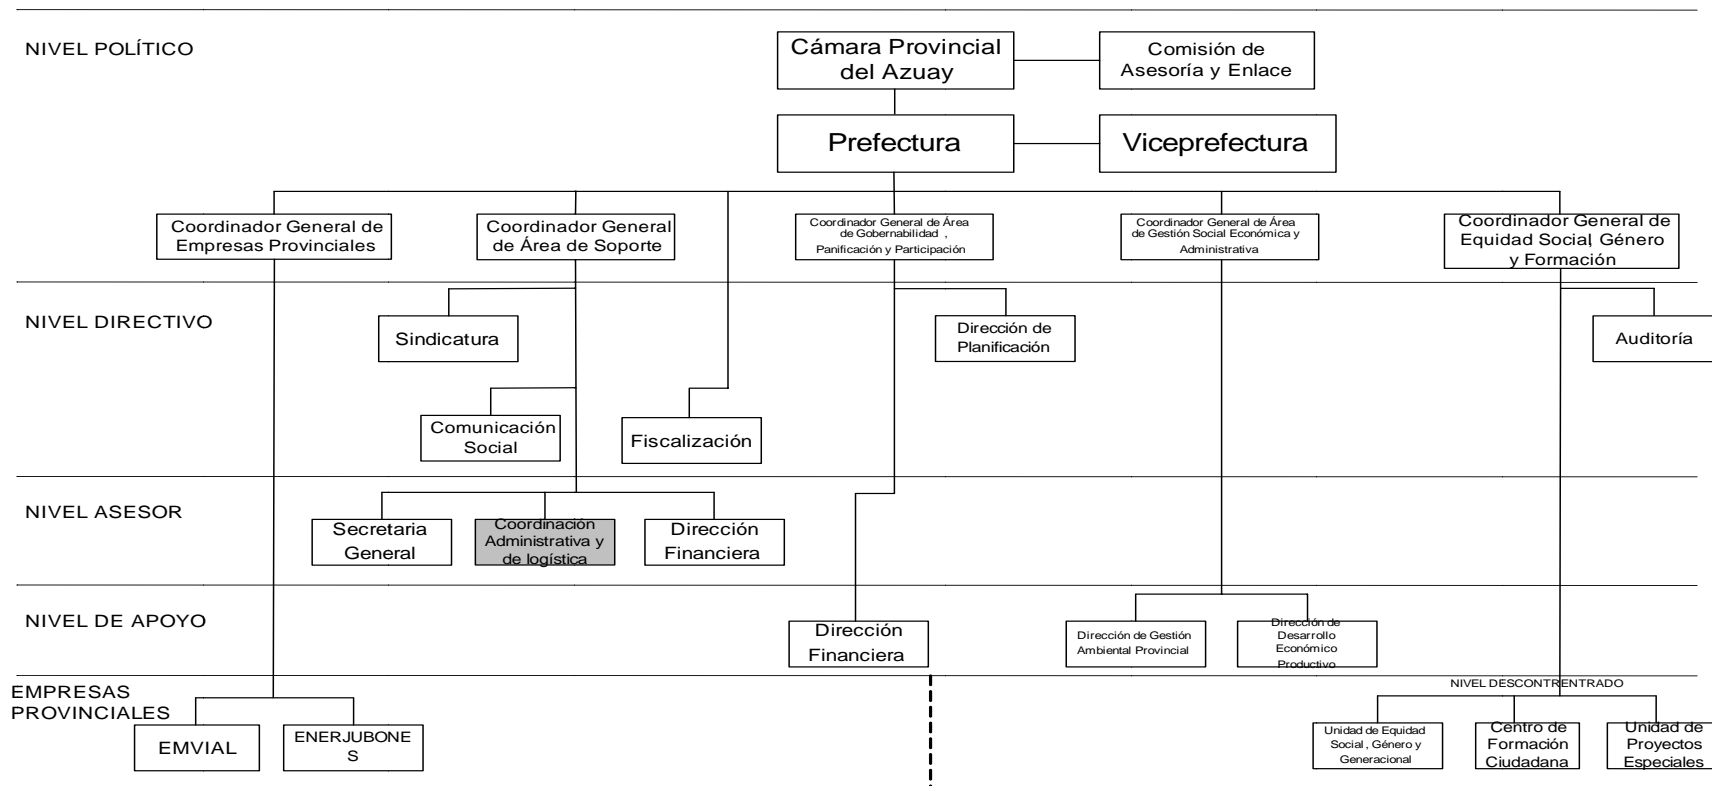 NIVEL POLÍTICO
Cámara Provincial
del Azuay
Comisión de
Asesoría y Enlace
Prefectura
Viceprefectura
Coordinador General de
Empresas Provinciales
Coordinador General
de Área de Soporte
Coordinador General de Área
de Gobernabilidad ,
Panificación y Participación
Coordinador General de Área
de Gestión Social Económica y
Administrativa
Coordinador General de
Equidad Social, Género
y Formación
NIVEL DIRECTIVO
Sindicatura
Dirección de
Planificación
Auditoría
Comunicación
Social
Fiscalización
NIVEL ASESOR
Secretaria
General
Coordinación
Administrativa y
de logística
Dirección
Financiera
NIVEL DE APOYO
Dirección
Financiera
Dirección de Gestión
Ambiental Provincial
Dirección de
Desarrollo
Económico
Productivo
EMPRESAS
PROVINCIALES
NIVEL DESCONTRENTRADO
EMVIAL
ENERJUBONE
S
Unidad de Equidad
Social , Género y
Generacional
Centro de
Formación
Ciudadana
Unidad de
Proyectos
Especiales